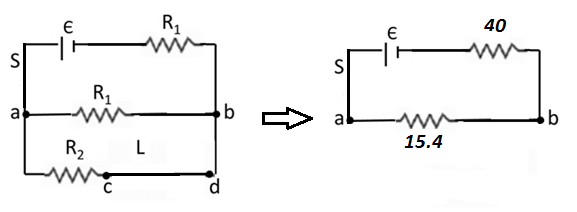 Є R₁
S
a R₁ b
R₂ L
c d
Є 40
S
a b
15.4